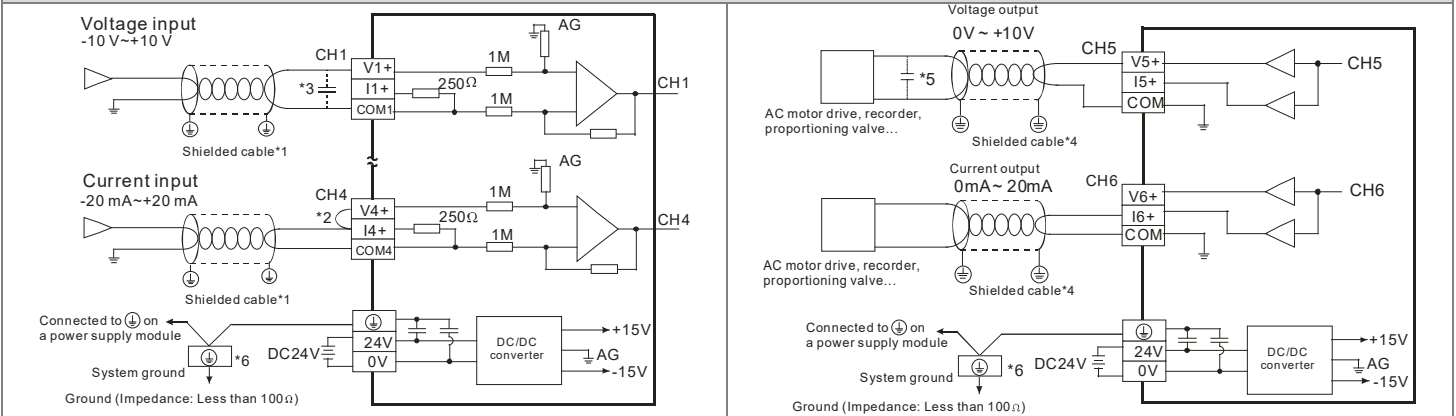 Voltage input
-10 V~+10 V
CH1
*3
V1+
I1+
COM1
250Ω
1M
1M
AG
CH1
Shielded cable*1
Current input
-20 mA~+20 mA
CH4
*2
V4+
I4+
COM4
250Ω
1M
1M
AG
CH4
Shielded cable*1
Connected to on
a power supply module
*6
System ground
Ground (Impedance: Less than 100Ω)
DC24V
24V
0V
DC/DC
converter
+15V
AG
-15V
Voltage output
0V ~ +10V
CH5
*5
V5+
I5+
COM
CH5
AC motor drive, recorder,
proportioning valve...
Shielded cable*4
Current output
0mA~ 20mA
CH6
V6+
I6+
COM
CH6
AC motor drive, recorder,
proportioning valve...
Shielded cable*4
Connected to on
a power supply module
*6
System ground
Ground (Impedance: Less than 100Ω)
DC24V
24V
0V
DC/DC
converter
+15V
AG
-15V